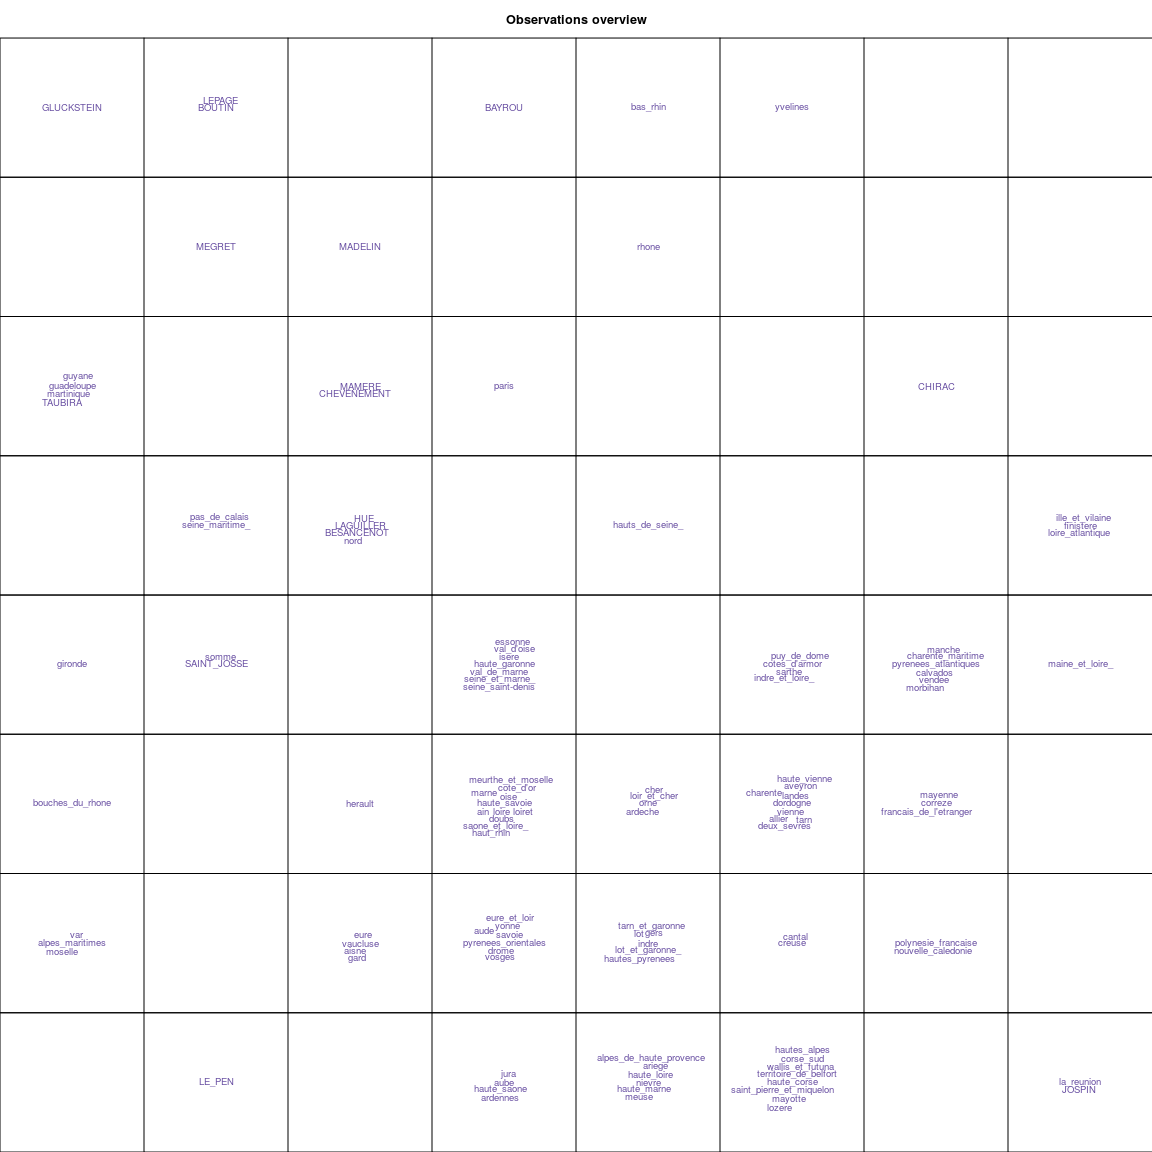 Observations overview
GLUCKSTEIN
LEPAGE
BOUTIN
BAYROU
bas_rhin
yvelines
MEGRET
MADELIN
rhone
guyane
guadeloupe
martinique
TAUBIRA
MAMERE
CHEVENEMENT
paris
CHIRAC
pas_de_calais
seine_maritime_
HUE
LAGUILLER
BESANCENOT
nord
hauts_de_seine_
ille_et_vilaine
finistere
loire_atlantique
gironde
somme
SAINT_JOSSE
essonne
val_d'oise
isere
haute_garonne
val_de_marne
seine_et_marne_
seine_saint-denis
puy_de_dome
cotes_d'armor
sarthe
indre_et_loire_
manche
charente_maritime
pyrenees_atlantiques
calvados
vendee
morbihan
maine_et_loire_
bouches_du_rhone
herault
meurthe_et_moselle
cote_d'or
marne
oise
haute_savoie
ain loire loiret
doubs
saone_et_loire_
haut_rhin
cher
loir_et_cher
orne
ardeche
haute_vienne
aveyron
charente landes
dordogne
vienne
allier tarn
deux_sevres
mayenne
correze
francais_de_l'etranger
var
alpes_maritimes
moselle
eure
vaucluse
aisne
gard
eure_et_loir
yonne
aude
savoie
pyrenees_orientales
drome
vosges
tarn_et_garonne
lot gers
indre
lot_et_garonne_
hautes_pyrenees
cantal
creuse
polynesie_francaise
nouvelle_caledonie
LE_PEN
jura
aube
haute_saone
ardennes
alpes_de_haute_provence
ariege
haute_loire
nievre
haute_marne
meuse
hautes_alpes
corse_sud
wallis_et_futuna
territoire_de_belfort
haute_corse
saint_pierre_et_miquelon
mayotte
lozere
la_reunion
JOSPIN